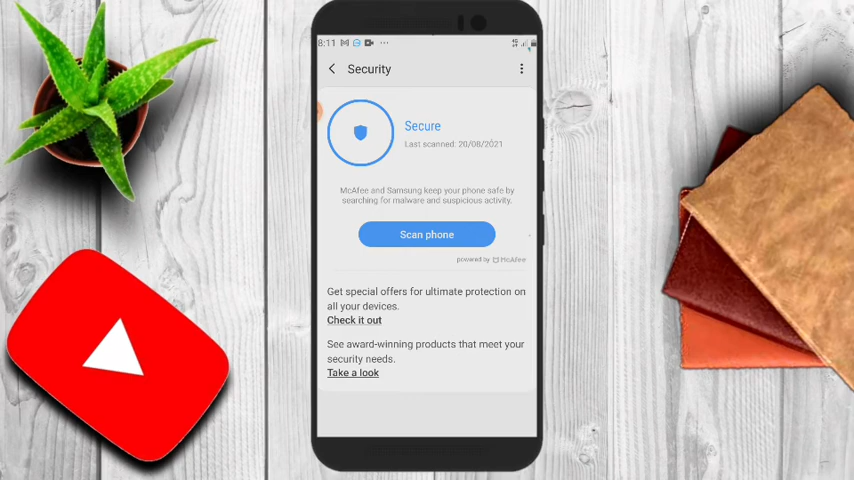 8:11
Security
Secure
Last scanned: 20/08/2021
McAfee and Samsung keep your phone safe by
searching for malware and suspicious activity.
Scan phone
powered by McAfee
Get special offers for ultimate protection on
all your devices.
Check it out
See award-winning products that meet your
security needs.
Take a look